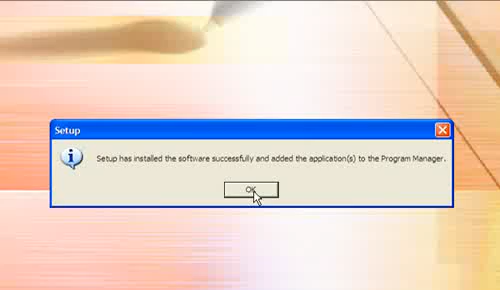 Setup
Setup has installed the software successfully and added the application(s) to the Program Manager.
OK